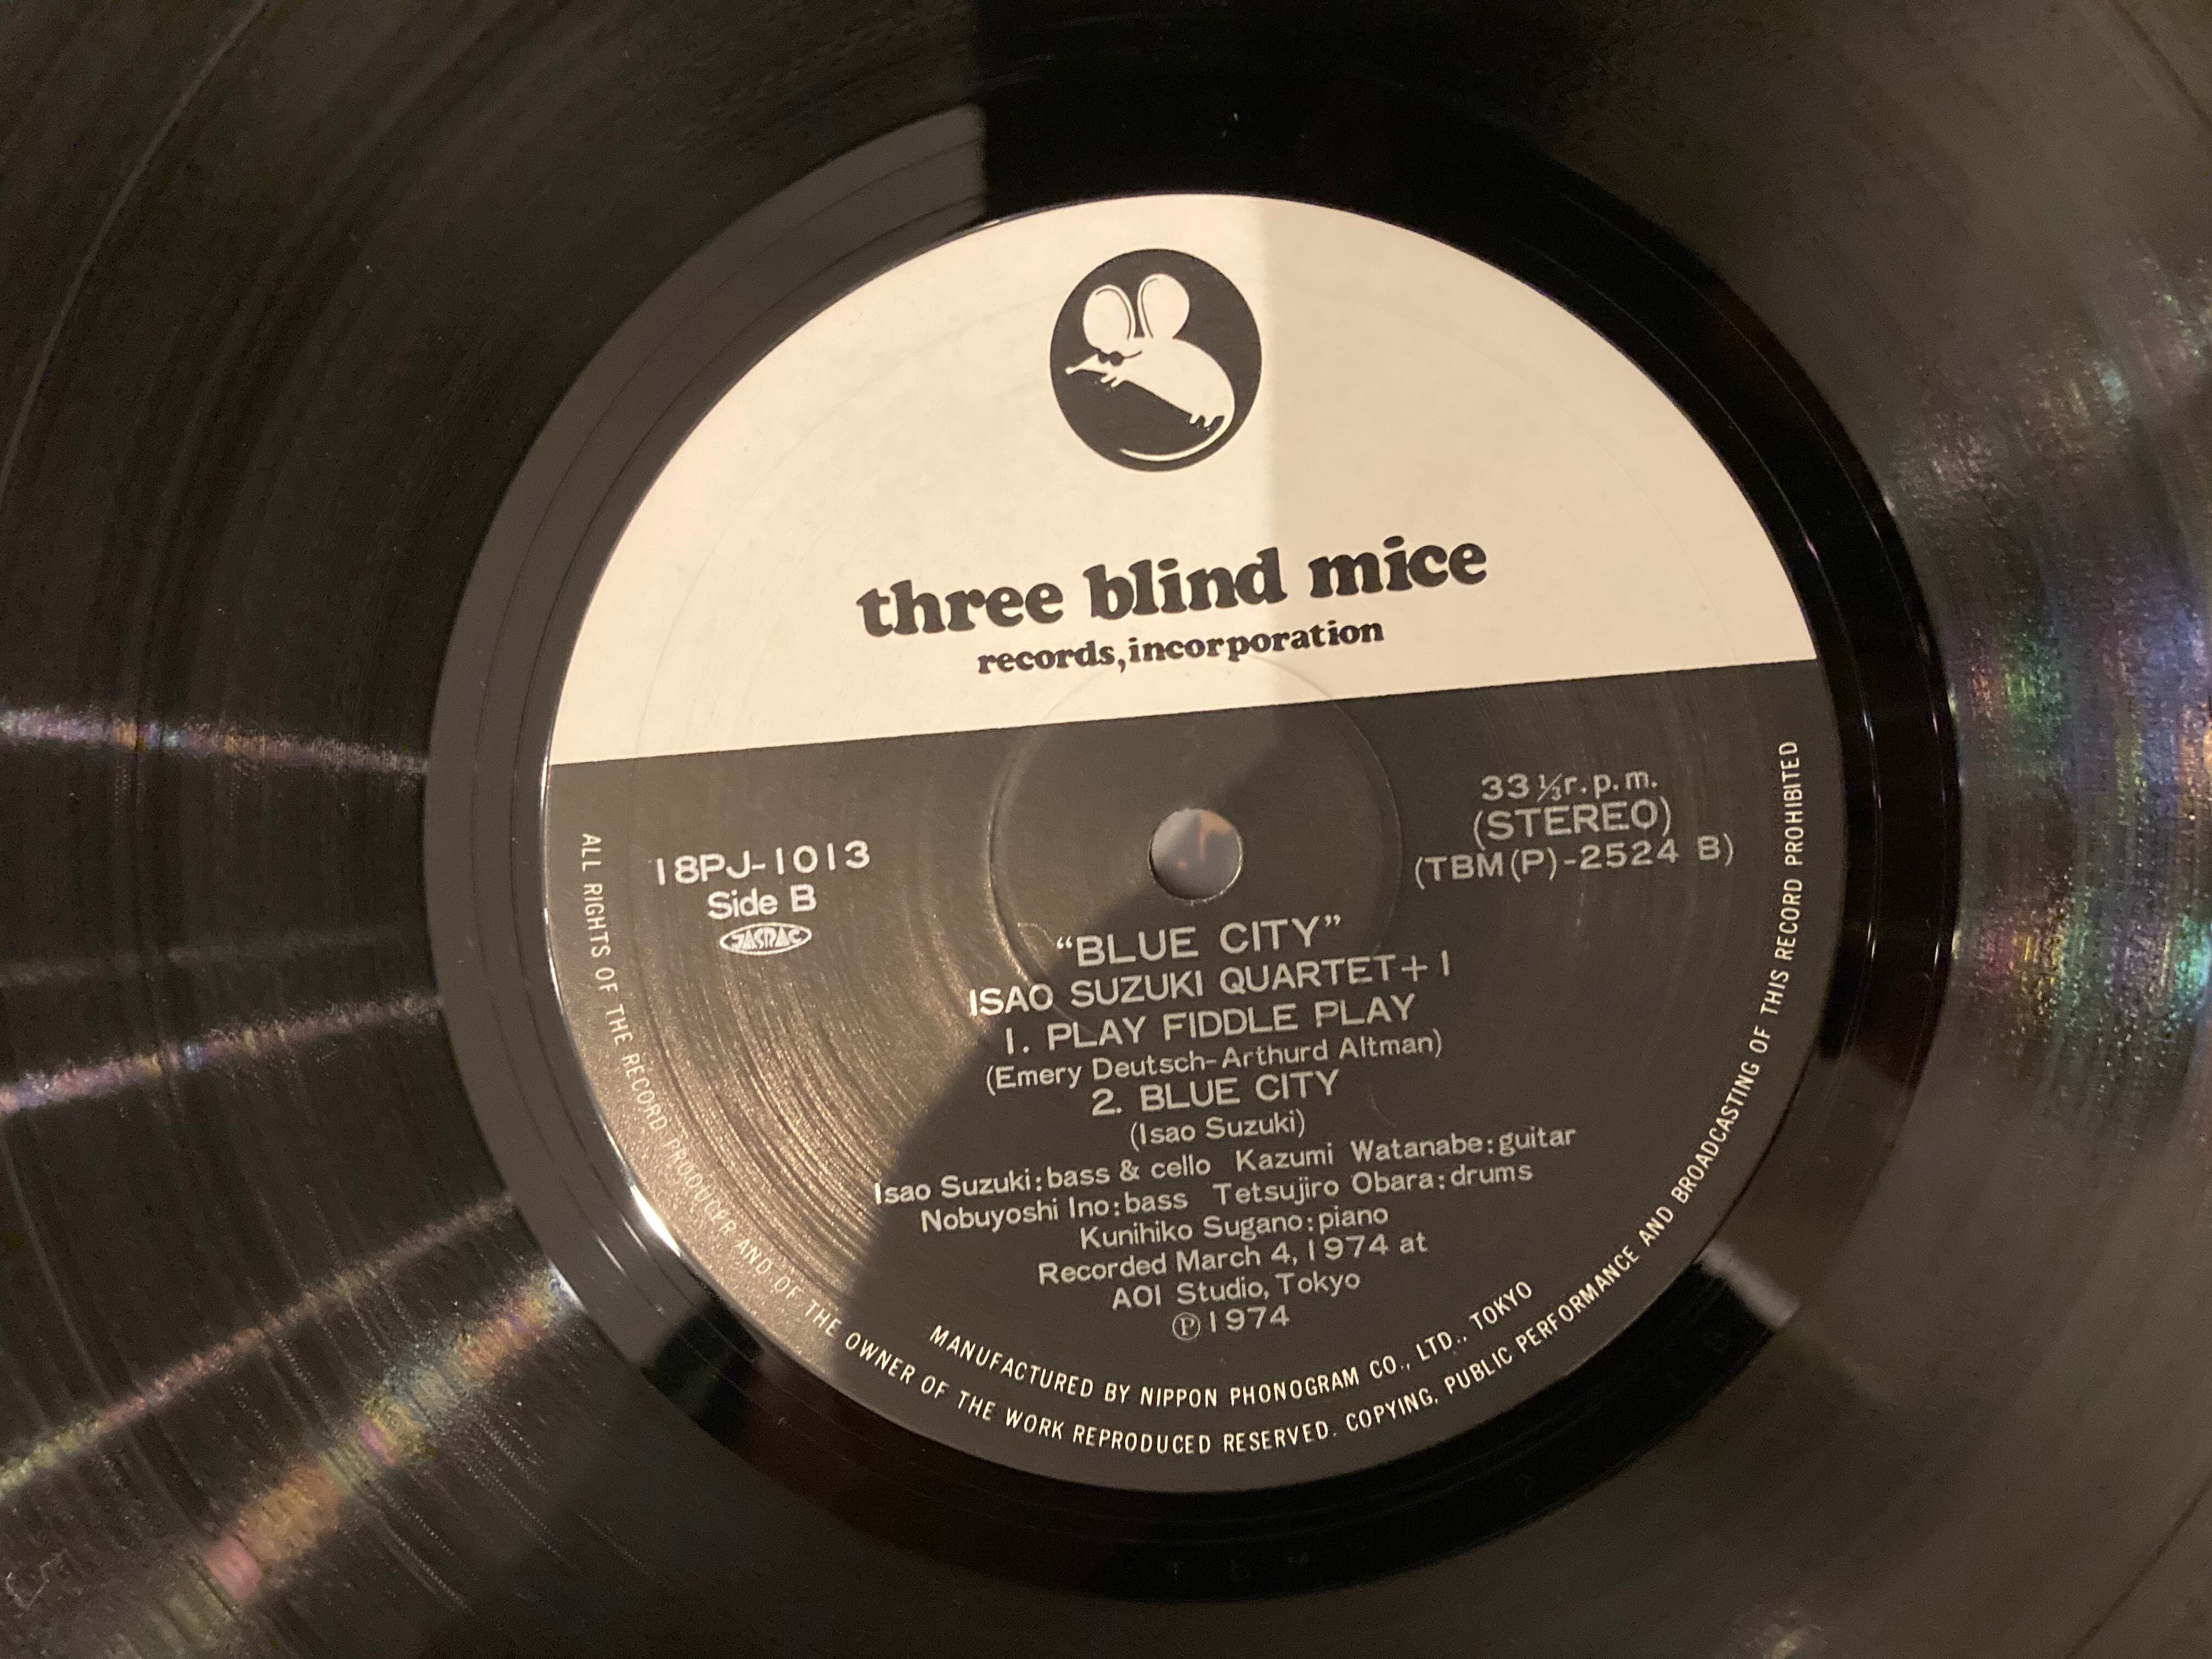 three blind mice
records,incorporation
33 1/3 r.p.m.
(STEREO)
(TBM(P)-2524 B)
18PJ-1013
Side B
JASRAC
“BLUE CITY”
ISAO SUZUKI QUARTET+1
1. PLAY FIDDLE PLAY
(Emery Deutsch-Arthurd Altman)
2. BLUE CITY
(Isao Suzuki)
Isao Suzuki:bass & cello Kazumi Watanabe:guitar
Nobuyoshi Ino:bass Tetsujiro Obara:drums
Kunihiko Sugano:piano
Recorded March 4, 1974 at
AOI Studio, Tokyo
Ⓟ1974
MANUFACTURED BY NIPPON PHONOGRAM CO., LTD., TOKYO
ALL RIGHTS OF THE RECORD PRODUCER AND OF THE OWNER OF THE WORK REPRODUCED RESERVED. COPYING, PUBLIC PERFORMANCE AND BROADCASTING OF THIS RECORD PROHIBITED